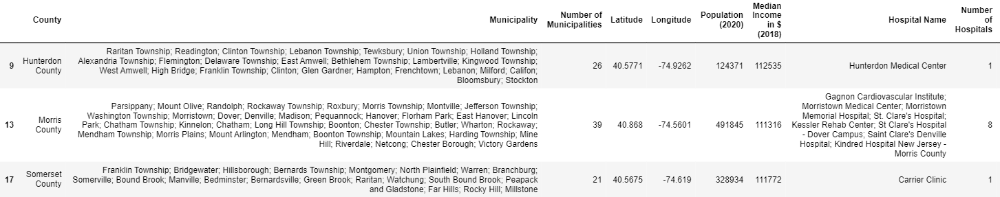 County Municipality Number of Municipalities Latitude Longitude Population (2020) Median Income in $ (2018) Hospital Name Number of Hospitals
9 Hunterdon County
Raritan Township; Readington; Clinton Township; Lebanon Township; Tewksbury; Union Township; Holland Township;
Alexandria Township; Flemington; Delaware Township; East Amwell; Bethlehem Township; Lambertville; Kingwood Township;
West Amwell; High Bridge; Franklin Township; Clinton; Glen Gardner; Hampton; Frenchtown; Lebanon; Milford; Califon;
Bloomsbury; Stockton
26 40.5771 -74.9262 124371 112535 Hunterdon Medical Center 1
13 Morris County
Parsippany; Mount Olive; Randolph; Rockaway Township; Roxbury; Morris Township; Montville; Jefferson Township;
Washington Township; Morristown; Dover; Denville; Madison; Pequannock; Hanover; Florham Park; East Hanover; Lincoln
Park; Chatham Township; Kinnelon; Chatham; Long Hill Township; Boonton; Chester Township; Butler; Wharton; Rockaway;
Mendham Township; Morris Plains; Mount Arlington; Mendham; Boonton Township; Mountain Lakes; Harding Township; Mine
Hill; Riverdale; Netcong; Chester Borough; Victory Gardens
39 40.868 -74.5601 491845 111316
Gagnon Cardiovascular Institute;
Morristown Medical Center; Morristown
Memorial Hospital; St. Clare's Hospital;
Kessler Rehab Center; St Clare's Hospital
- Dover Campus; Saint Clare's Denville
Hospital; Kindred Hospital New Jersey -
Morris County
8
17 Somerset County
Franklin Township; Bridgewater; Hillsborough; Bernards Township; Montgomery; North Plainfield; Warren; Branchburg;
Somerville; Bound Brook; Manville; Bedminster; Bernardsville; Green Brook; Raritan; Watchung; South Bound Brook; Peapack
and Gladstone; Far Hills; Rocky Hill; Millstone
21 40.5675 -74.619 328934 111772 Carrier Clinic 1